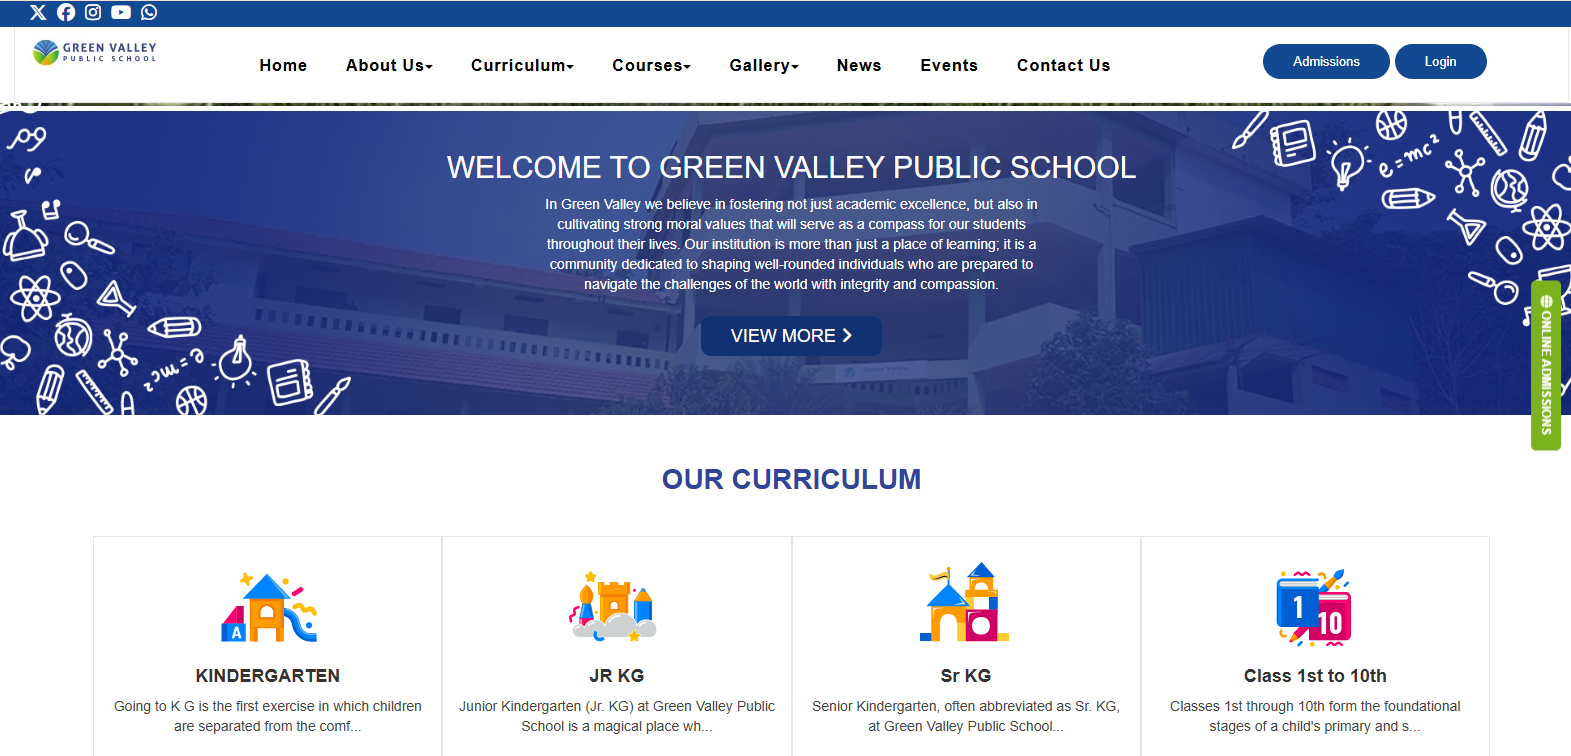 GREEN VALLEY
PUBLIC SCHOOL
Home
About Us
Curriculum
Courses
Gallery
News
Events
Contact Us
Admissions
Login
WELCOME TO GREEN VALLEY PUBLIC SCHOOL
In Green Valley we believe in fostering not just academic excellence, but also in
cultivating strong moral values that will serve as a compass for our students
throughout their lives. Our institution is more than just a place of learning; it is a
community dedicated to shaping well-rounded individuals who are prepared to
navigate the challenges of the world with integrity and compassion.
VIEW MORE
e=mc²
e=mc²
ONLINE ADMISSIONS
OUR CURRICULUM
A
1
10
KINDERGARTEN
Going to K G is the first exercise in which children
are separated from the comf...
JR KG
Junior Kindergarten (Jr. KG) at Green Valley Public
School is a magical place wh...
Sr KG
Senior Kindergarten, often abbreviated as Sr. KG,
at Green Valley Public School...
Class 1st to 10th
Classes 1st through 10th form the foundational
stages of a child's primary and s...